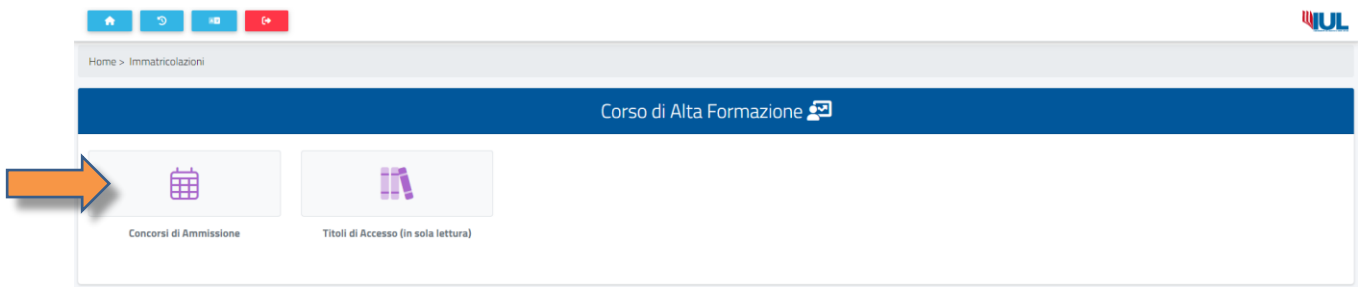 IUL
Home > Immatricolazioni
Corso di Alta Formazione
Concorsi di Ammissione
Titoli di Accesso (in sola lettura)